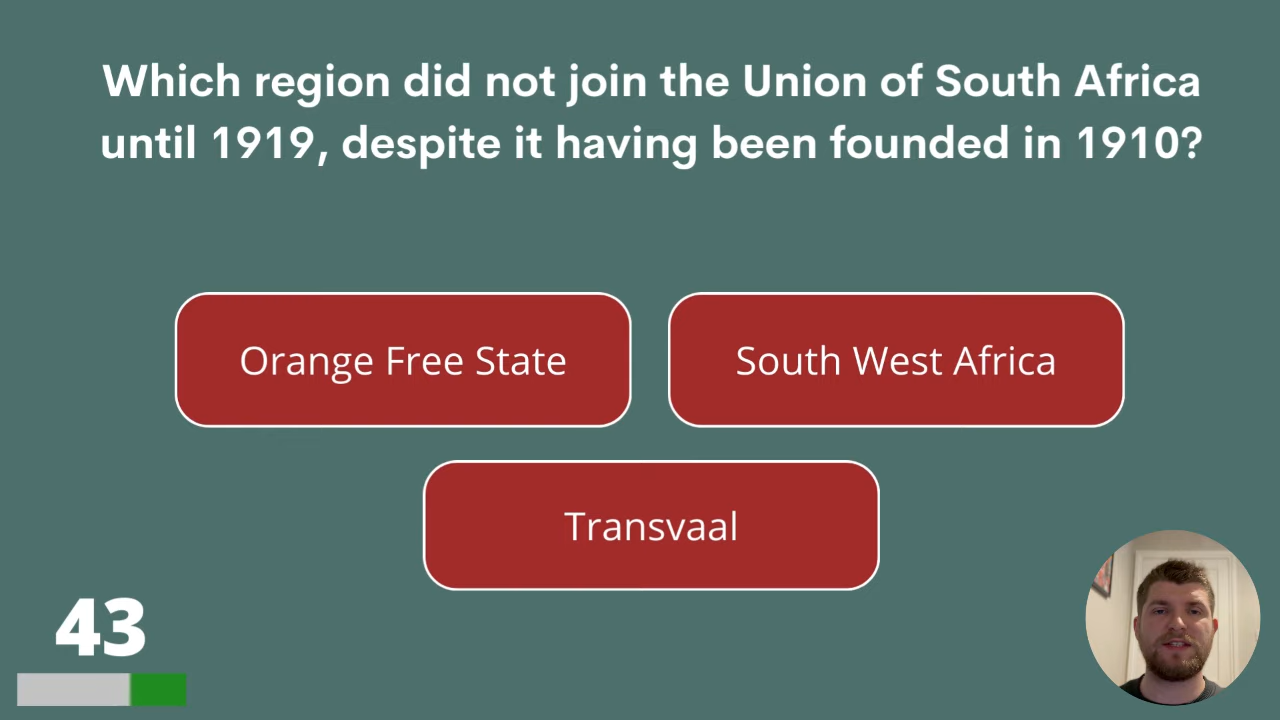 Which region did not join the Union of South Africa
until 1919, despite it having been founded in 1910?
Orange Free State
South West Africa
Transvaal
43